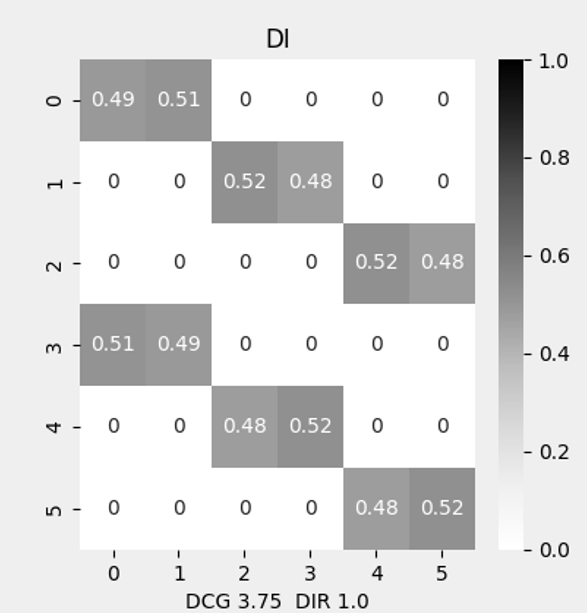 DI
0 0.49 0.51 0 0 0 0 1.0
1 0 0 0.52 0.48 0 0 0.8
2 0 0 0 0 0.52 0.48 0.6
3 0.51 0.49 0 0 0 0 0.4
4 0 0 0.48 0.52 0 0 0.2
5 0 0 0 0 0.48 0.52 0.0
0 1 2 3 4 5
DCG 3.75 DIR 1.0